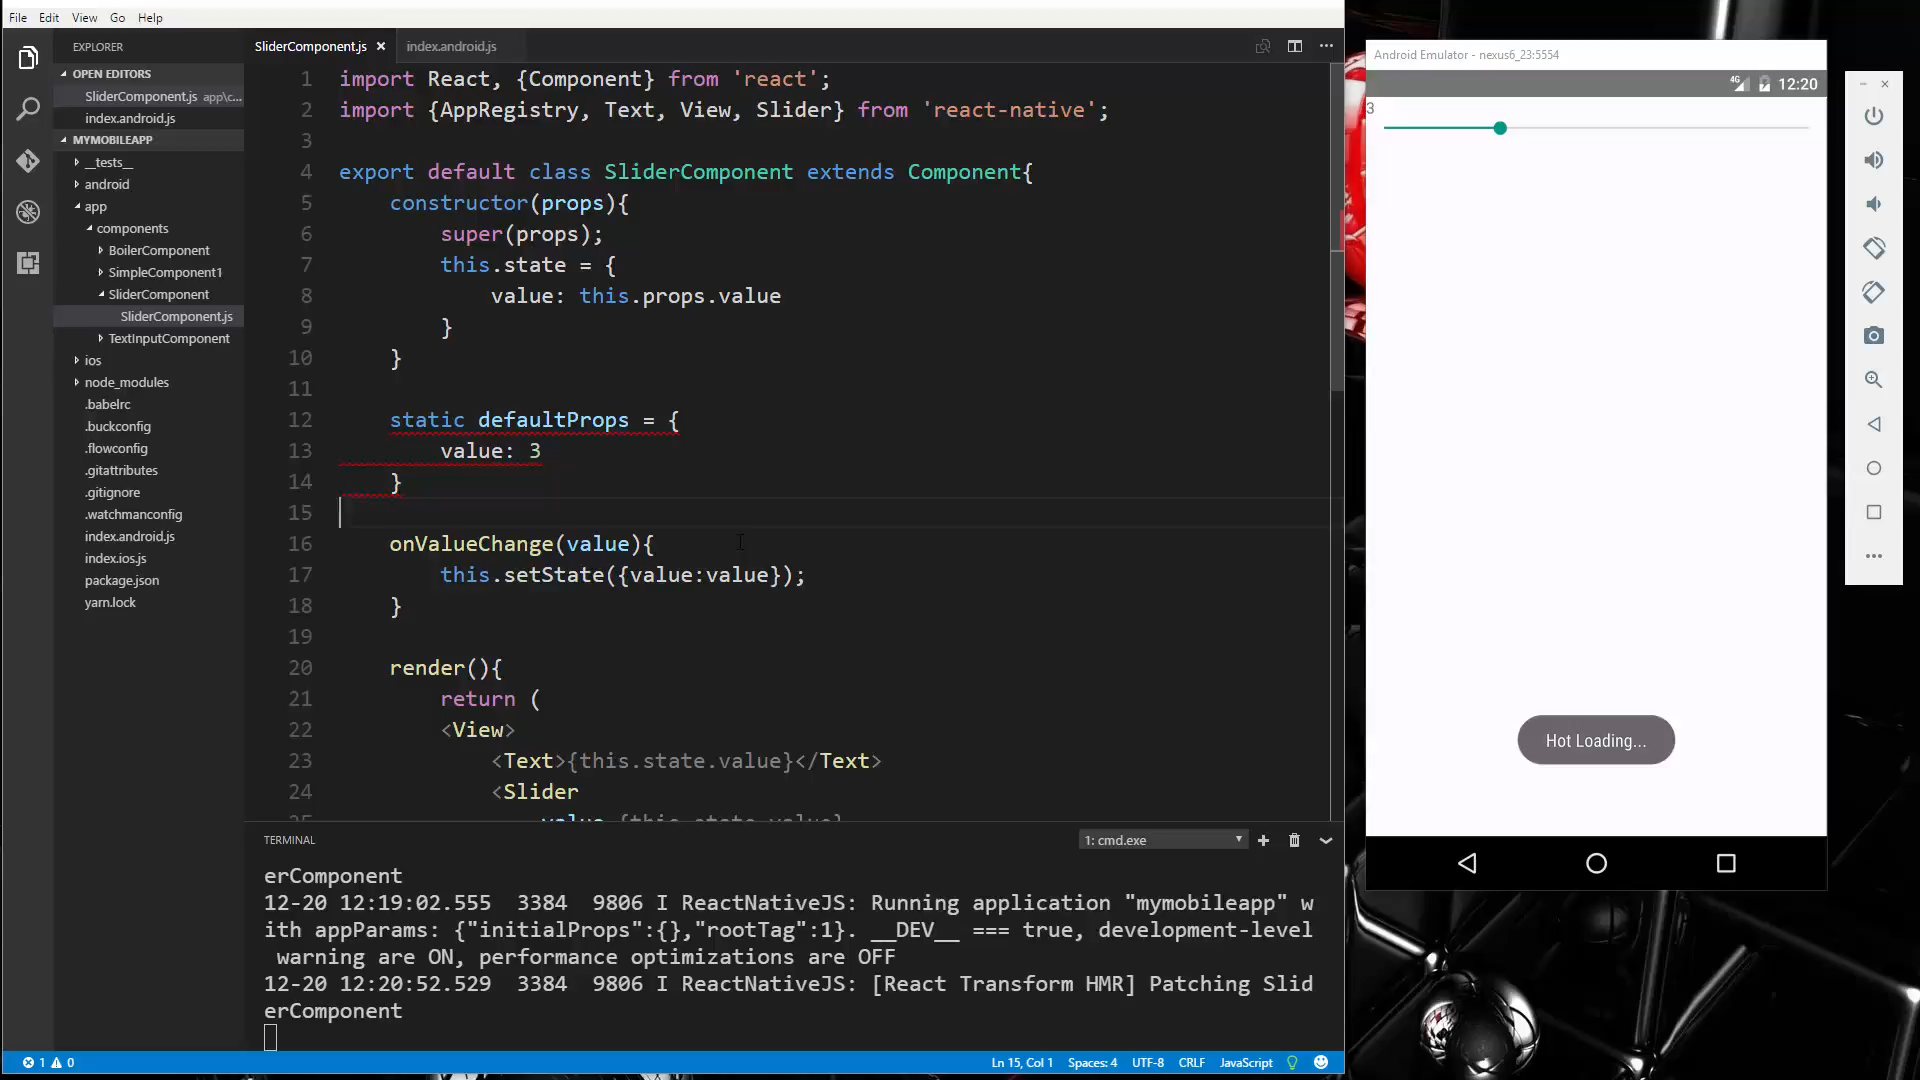 File Edit View Go Help
EXPLORER
OPEN EDITORS
SliderComponent.js app\c...
index.android.js
MYMOBILEAPP
__tests__
android
app
components
BoilerComponent
SimpleComponent1
SliderComponent
SliderComponent.js
TextInputComponent
ios
node_modules
.babelrc
.buckconfig
.flowconfig
.gitattributes
.gitignore
.watchmanconfig
index.android.js
index.ios.js
package.json
yarn.lock
SliderComponent.js index.android.js
1 import React, {Component} from 'react';
2 import {AppRegistry, Text, View, Slider} from 'react-native';
3
4 export default class SliderComponent extends Component{
5 constructor(props){
6 super(props);
7 this.state = {
8 value: this.props.value
9 }
10 }
11
12 static defaultProps = {
13 value: 3
14 }
15
16 onValueChange(value){
17 this.setState({value:value});
18 }
19
20 render(){
21 return (
22 <View>
23 <Text>{this.state.value}</Text>
24 <Slider
TERMINAL
1: cmd.exe
erComponent
12-20 12:19:02.555 3384 9806 I ReactNativeJS: Running application "mymobileapp" w
ith appParams: {"initialProps":{},"rootTag":1}. __DEV__ === true, development-level
warning are ON, performance optimizations are OFF
12-20 12:20:52.529 3384 9806 I ReactNativeJS: [React Transform HMR] Patching Slid
erComponent
1 0
Ln 15, Col 1 Spaces: 4 UTF-8 CRLF JavaScript
Android Emulator - nexus6_23:5554
4G 12:20
3
Hot Loading...